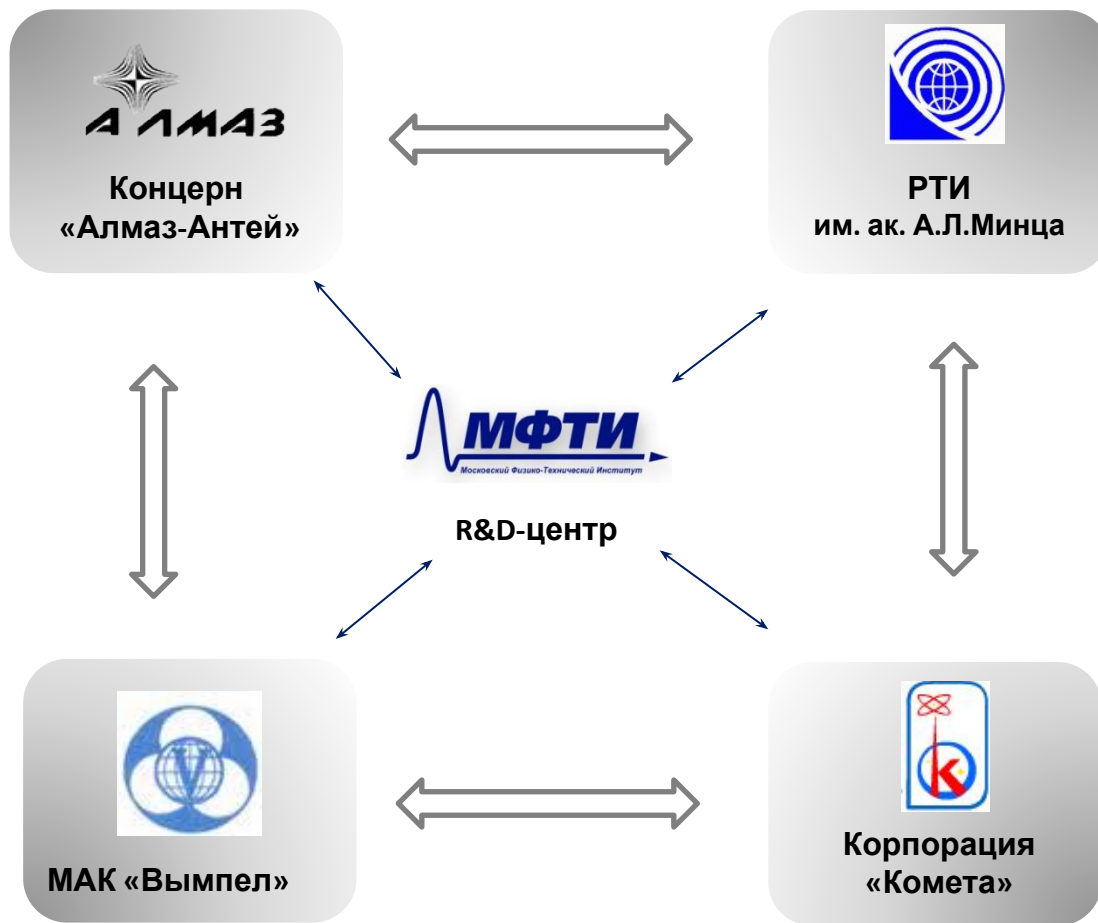 АЛМАЗ
Концерн
«Алмаз-Антей»
РТИ
им. ак. А.Л.Минца
МФТИ
Московский Физико-Технический Институт
R&D-центр
V
МАК «Вымпел»
К
Корпорация
«Комета»